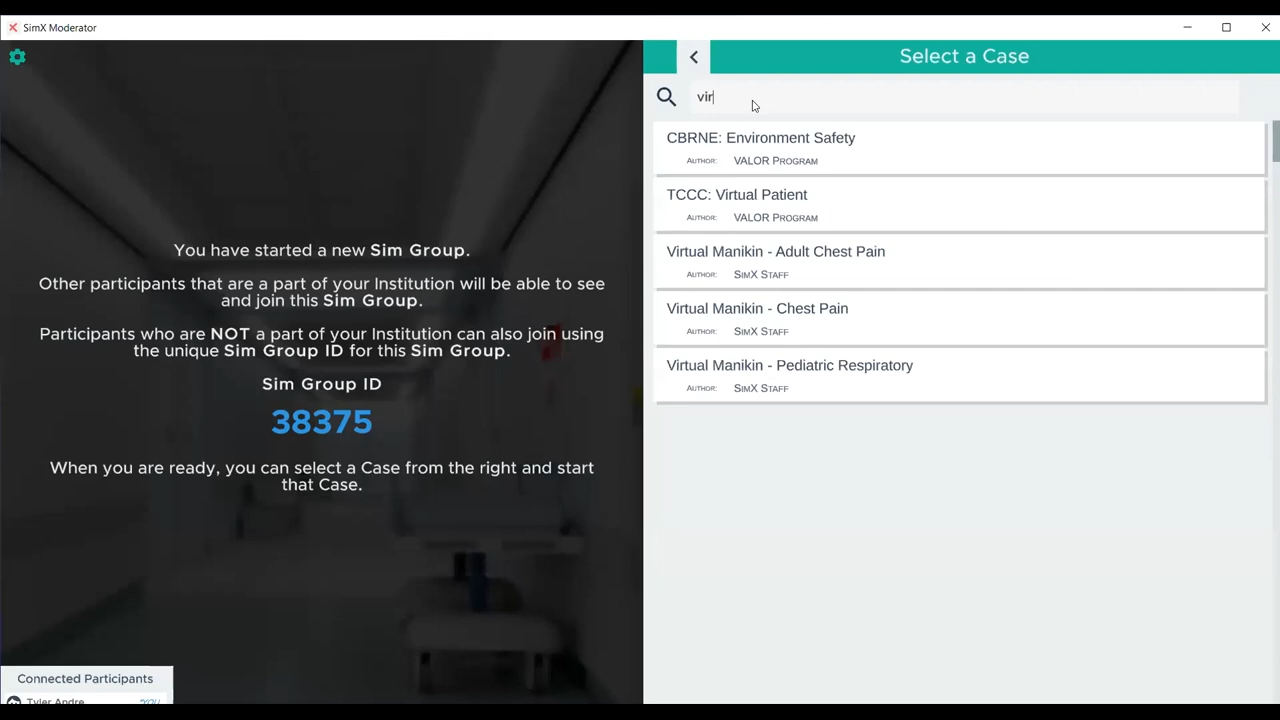 SimX Moderator
Select a Case
vir
CBRNE: Environment Safety
Author: VALOR Program
TCCC: Virtual Patient
Author: VALOR Program
Virtual Manikin - Adult Chest Pain
Author: SimX Staff
Virtual Manikin - Chest Pain
Author: SimX Staff
Virtual Manikin - Pediatric Respiratory
Author: SimX Staff
You have started a new Sim Group.
Other participants that are a part of your Institution will be able to see
and join this Sim Group.
Participants who are NOT a part of your Institution can also join using
the unique Sim Group ID for this Sim Group.
Sim Group ID
38375
When you are ready, you can select a Case from the right and start
that Case.
Connected Participants
Tyler Andre *YOU